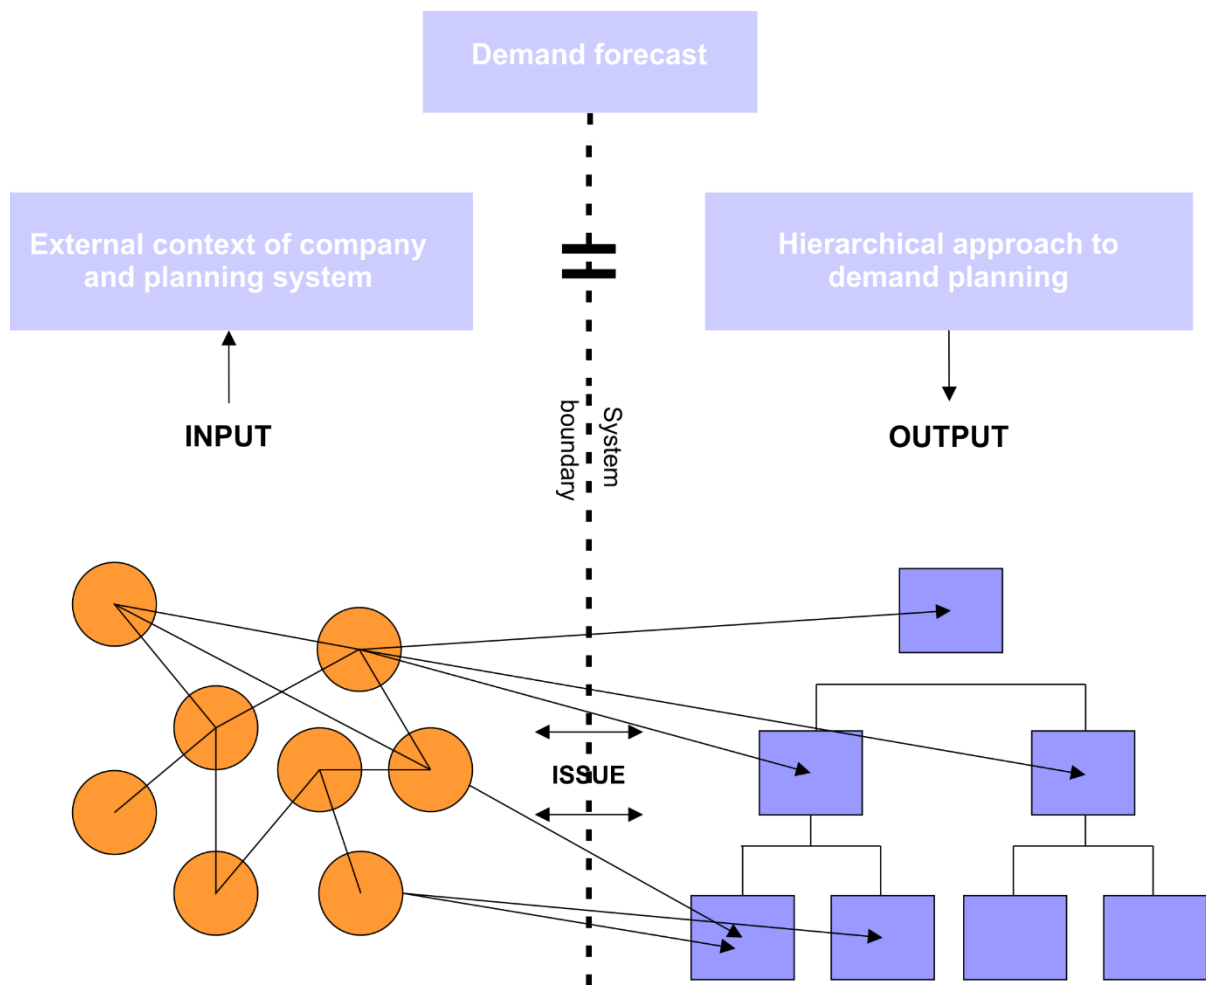 Demand forecast
External context of company
and planning system
Hierarchical approach to
demand planning
INPUT
System
boundary
OUTPUT
ISSUE